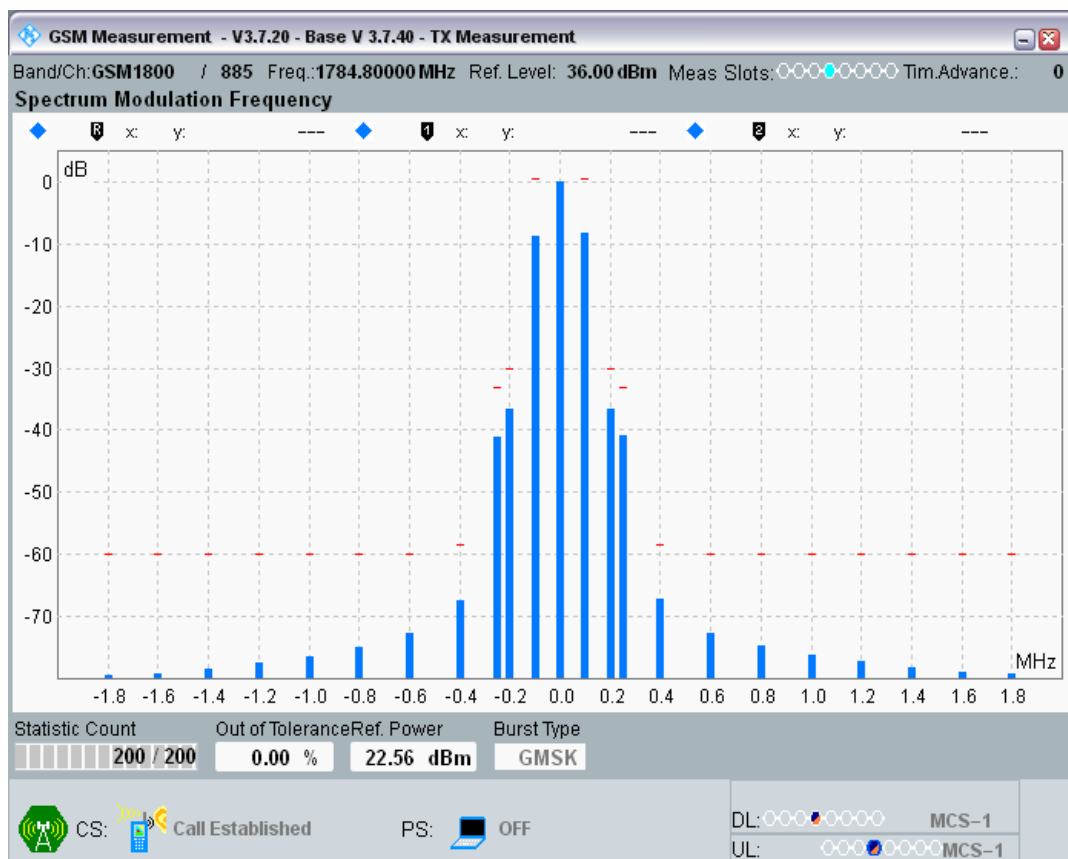 GSM Measurement - V3.7.20 - Base V 3.7.40 - TX Measurement
Band/Ch:GSM1800 / 885 Freq.:1784.80000 MHz Ref. Level: 36.00 dBm Meas Slots: Tim.Advance.: 0
Spectrum Modulation Frequency
R x: y: --- 1 x: y: --- 2 x: y: ---
dB
0
-10
-20
-30
-40
-50
-60
-70
MHz
-1.8 -1.6 -1.4 -1.2 -1.0 -0.8 -0.6 -0.4 -0.2 0.0 0.2 0.4 0.6 0.8 1.0 1.2 1.4 1.6 1.8
Statistic Count Out of Tolerance Ref. Power Burst Type
200 / 200 0.00 % 22.56 dBm GMSK
CS: Call Established PS: OFF
DL: MCS-1
UL: MCS-1